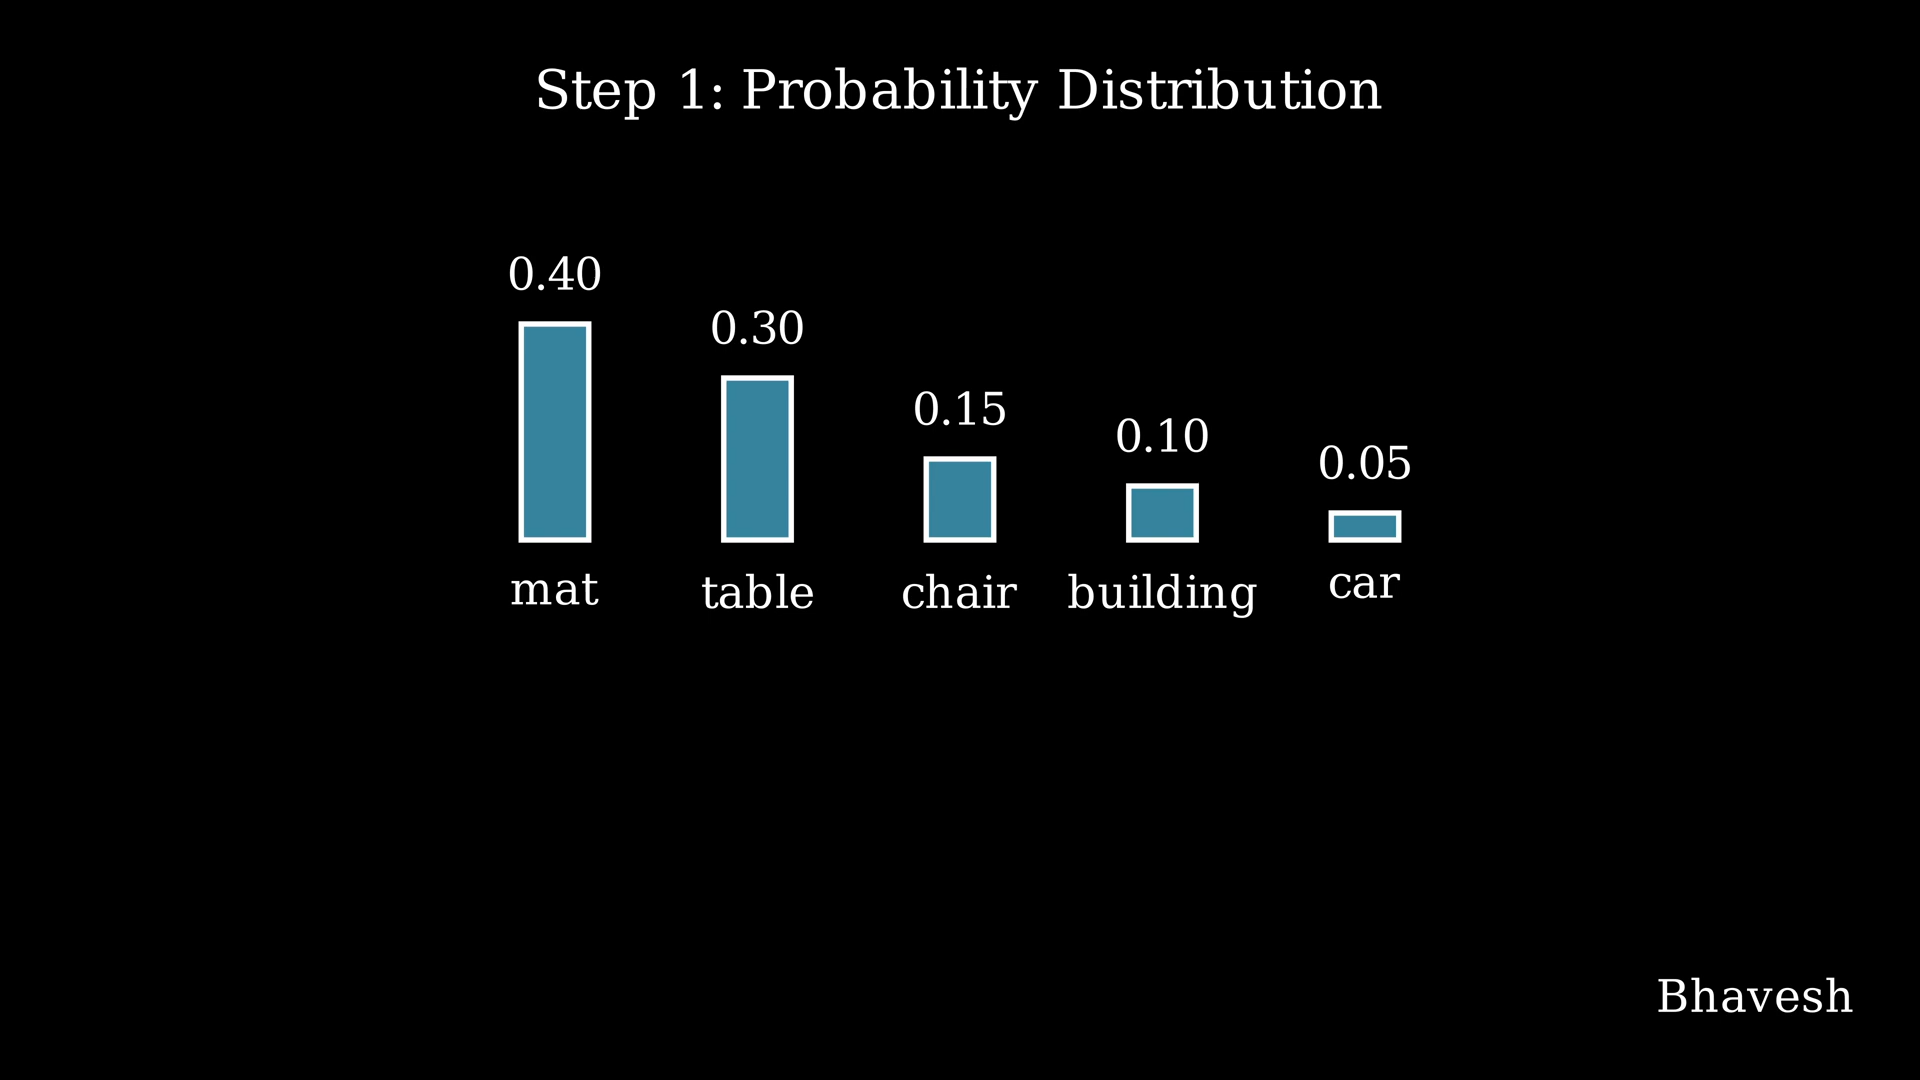 Step 1: Probability Distribution
0.40
0.30
0.15
0.10
0.05
mat
table
chair
building
car
Bhavesh